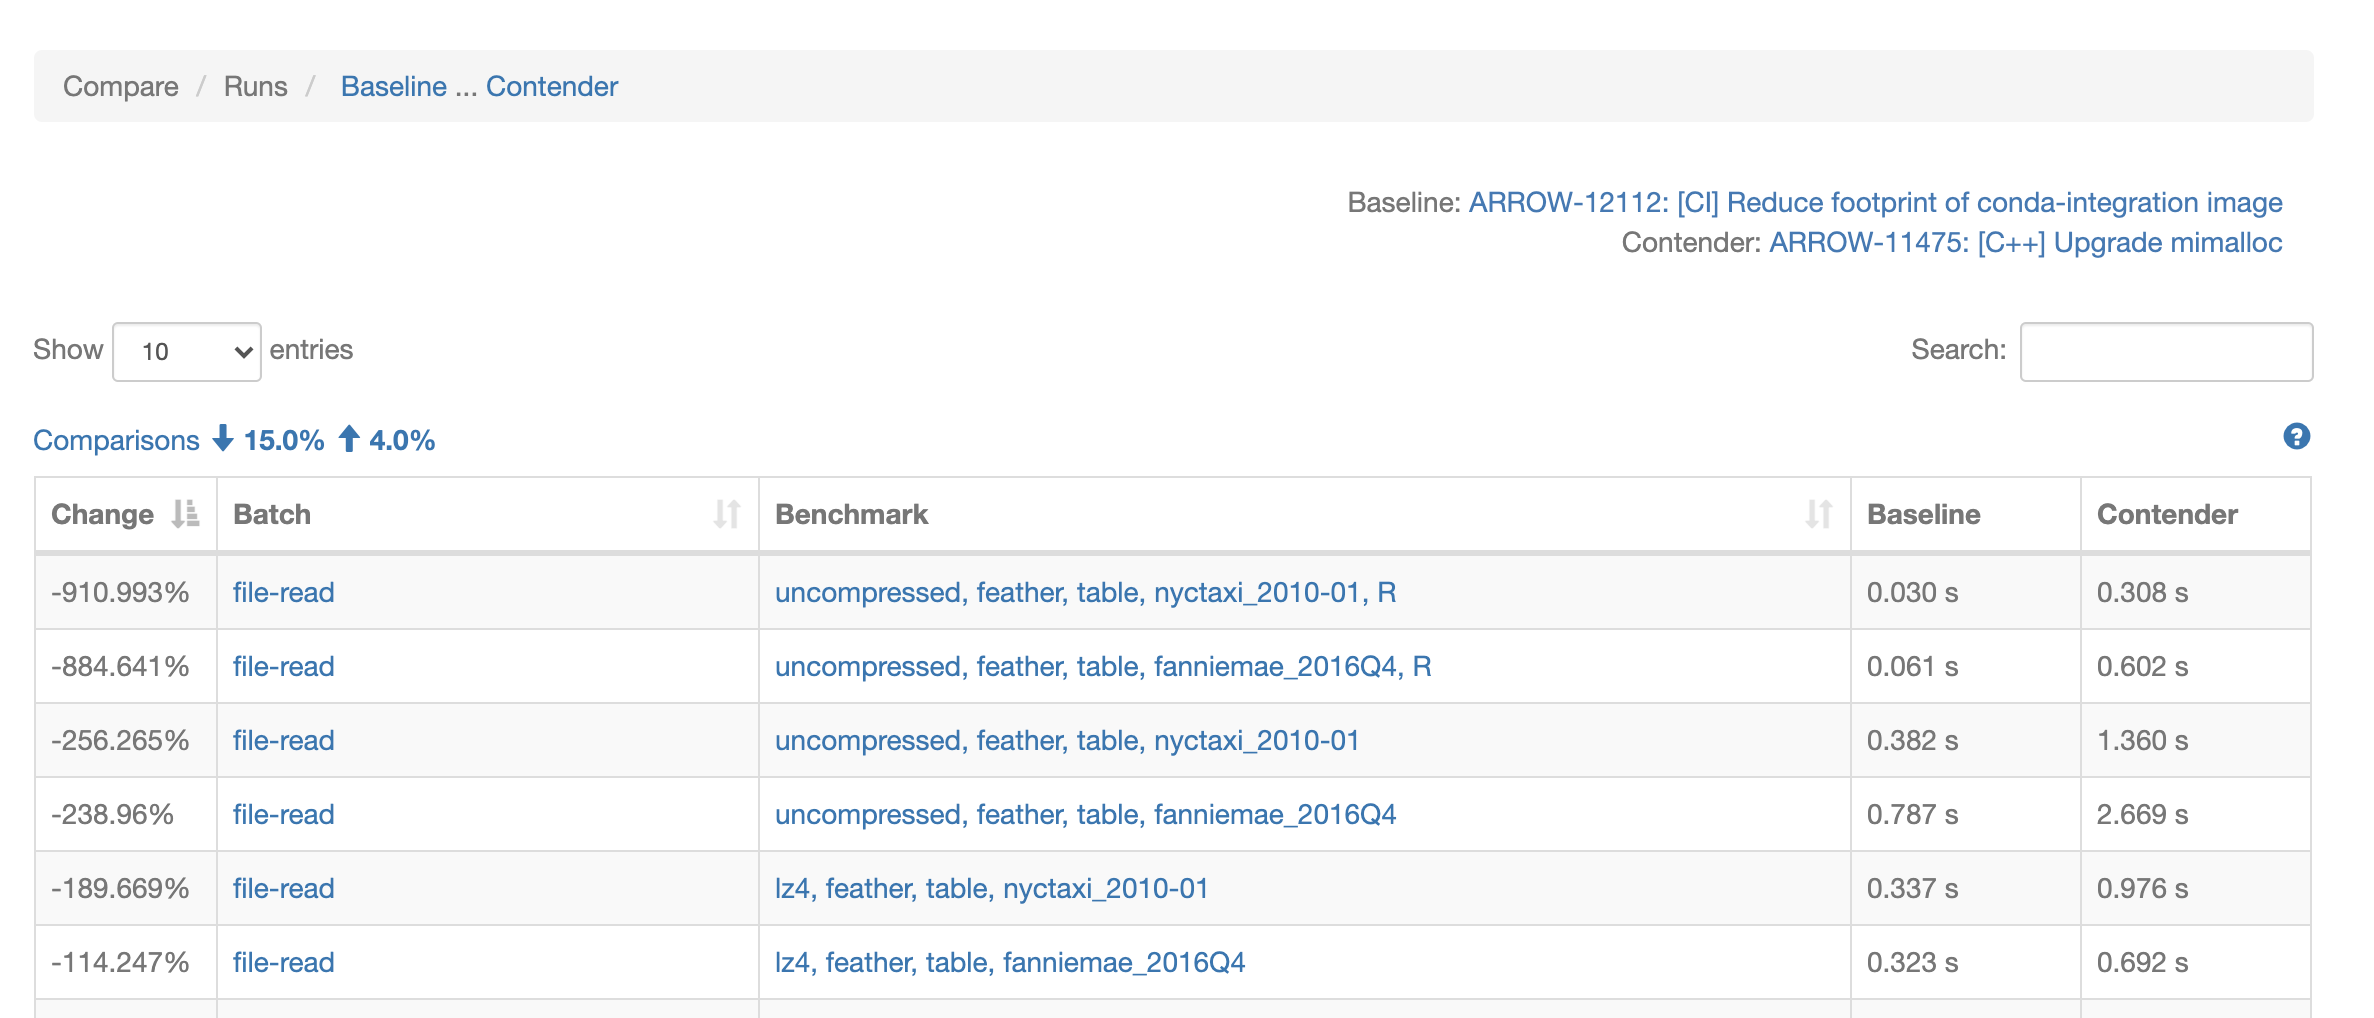 Compare / Runs / Baseline ... Contender
Baseline: ARROW-12112: [CI] Reduce footprint of conda-integration image
Contender: ARROW-11475: [C++] Upgrade mimalloc
Show 10 entries Search:
Comparisons 15.0% 4.0% ?
Change Batch Benchmark Baseline Contender
-910.993% file-read uncompressed, feather, table, nyctaxi_2010-01, R 0.030 s 0.308 s
-884.641% file-read uncompressed, feather, table, fanniemae_2016Q4, R 0.061 s 0.602 s
-256.265% file-read uncompressed, feather, table, nyctaxi_2010-01 0.382 s 1.360 s
-238.96% file-read uncompressed, feather, table, fanniemae_2016Q4 0.787 s 2.669 s
-189.669% file-read lz4, feather, table, nyctaxi_2010-01 0.337 s 0.976 s
-114.247% file-read lz4, feather, table, fanniemae_2016Q4 0.323 s 0.692 s